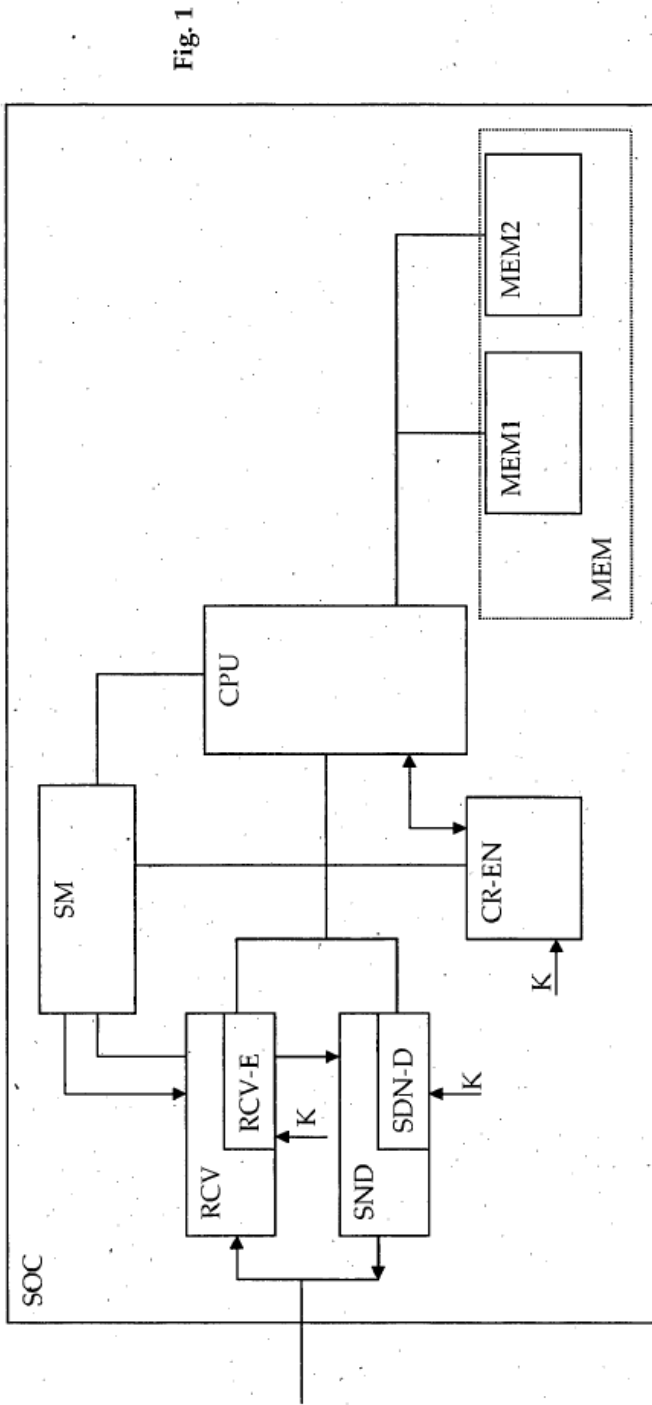 Fig. 1
SOC
SM
RCV
RCV-E
K
SND
SDN-D
K
CPU
CR-EN
K
MEM1
MEM2
MEM